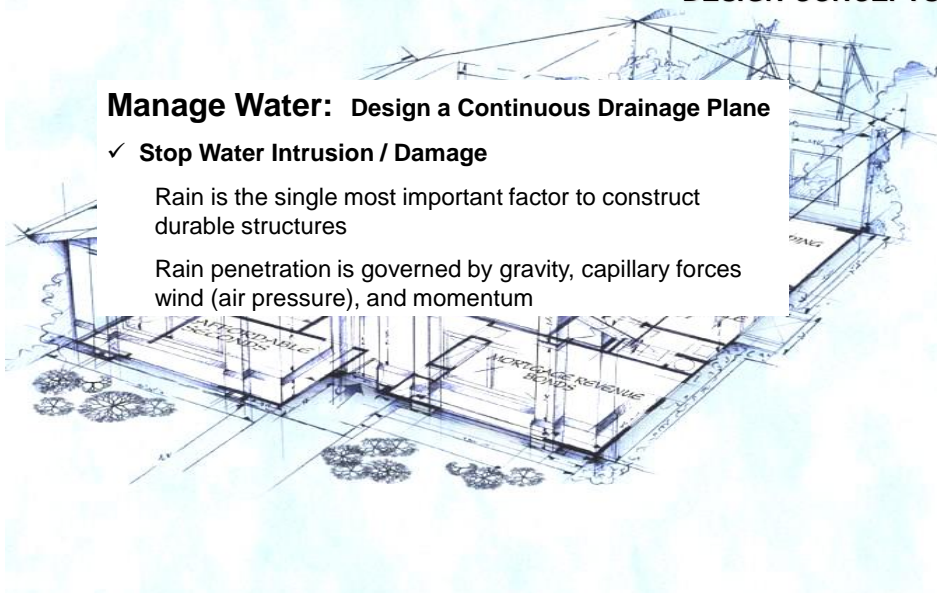 DESIGN CONCEPTS
Manage Water: Design a Continuous Drainage Plane
✓ Stop Water Intrusion / Damage
Rain is the single most important factor to construct
durable structures
Rain penetration is governed by gravity, capillary forces
wind (air pressure), and momentum
AFFORDABLE
SECONDS
MORTGAGE REVENUE
BONDS